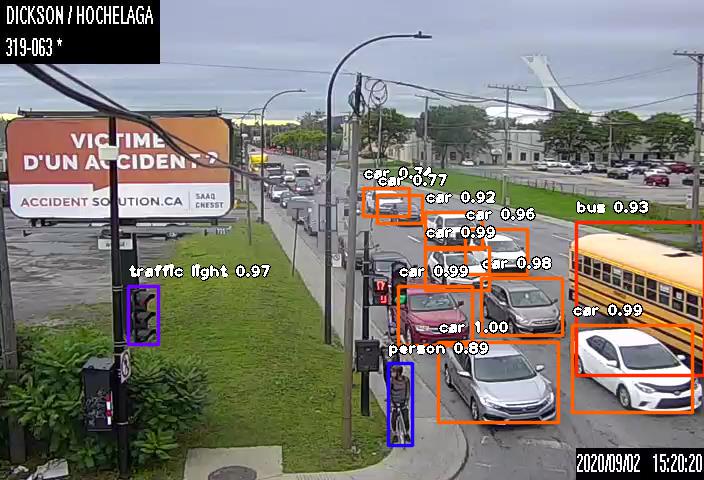 DICKSON / HOCHELAGA
319-063 *
VICTIME
D'UN ACCIDENT ?
ACCIDENT SOLUTION.CA
SAAQ
CNESST
car 0.74
car 0.77
car 0.92
car 0.96
car 0.99
bus 0.93
traffic light 0.97
car 0.99
car 0.98
car 0.99
car 1.00
person 0.89
2020/09/02 15:20:20